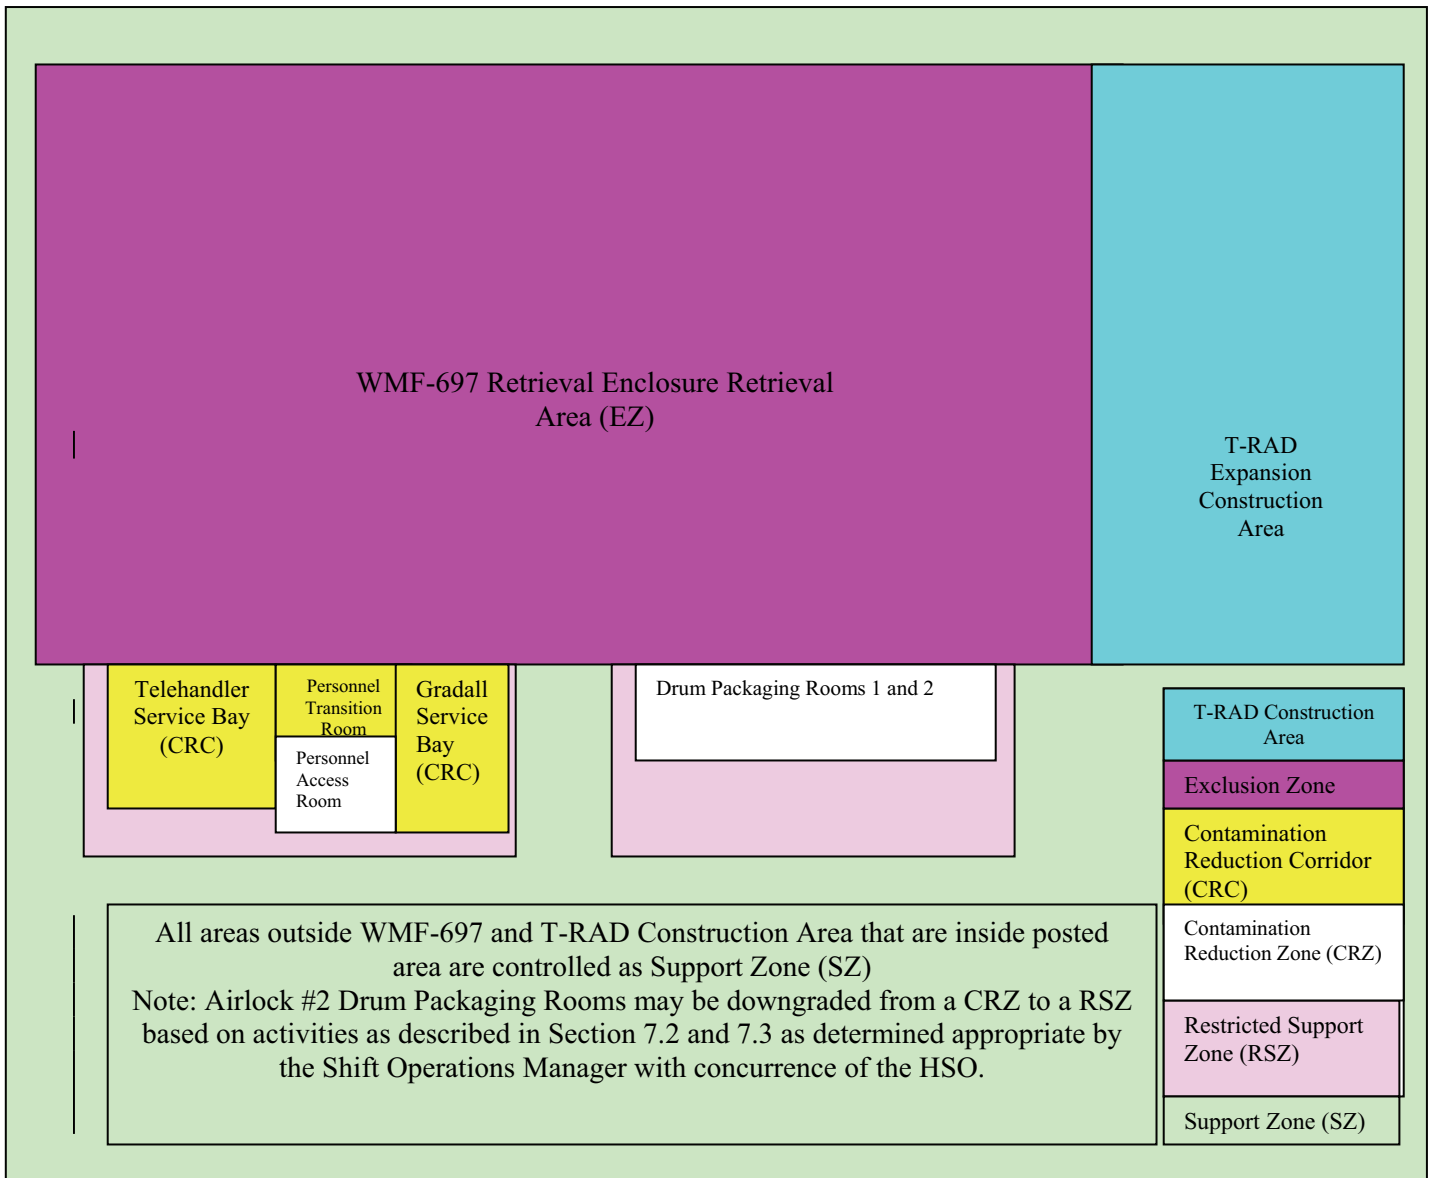 WMF-697 Retrieval Enclosure Retrieval
Area (EZ)
T-RAD
Expansion
Construction
Area
Telehandler
Service Bay
(CRC)
Personnel
Transition
Room
Personnel
Access
Room
Gradall
Service
Bay
(CRC)
Drum Packaging Rooms 1 and 2
T-RAD Construction
Area
Exclusion Zone
Contamination
Reduction Corridor
(CRC)
Contamination
Reduction Zone (CRZ)
Restricted Support
Zone (RSZ)
Support Zone (SZ)
All areas outside WMF-697 and T-RAD Construction Area that are inside posted
area are controlled as Support Zone (SZ)
Note: Airlock #2 Drum Packaging Rooms may be downgraded from a CRZ to a RSZ
based on activities as described in Section 7.2 and 7.3 as determined appropriate by
the Shift Operations Manager with concurrence of the HSO.